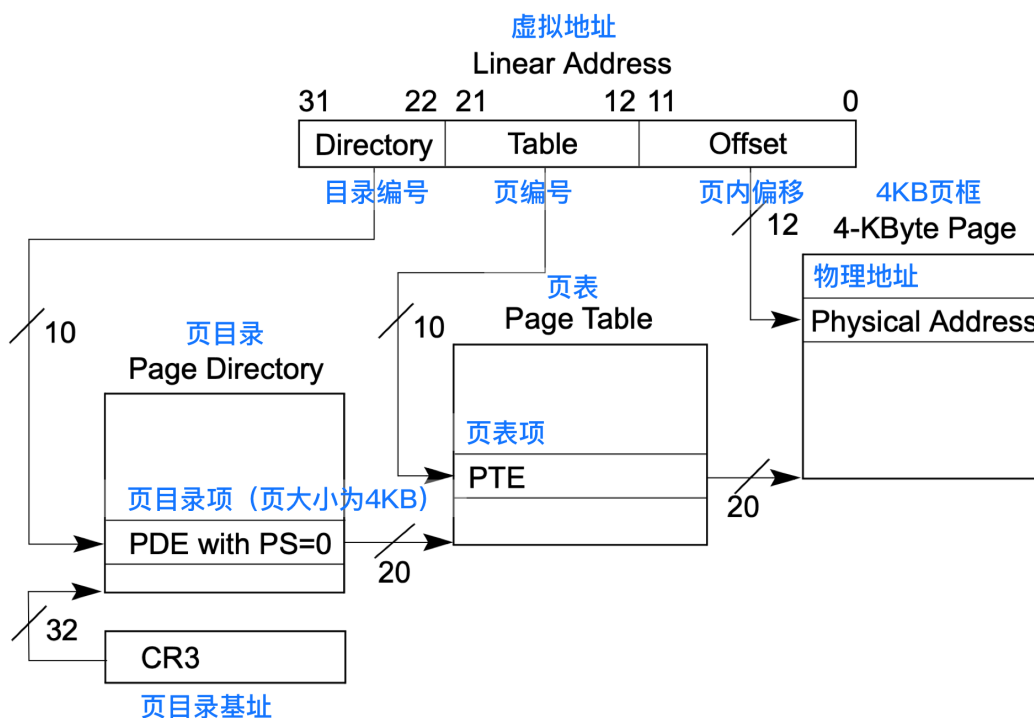 虚拟地址
Linear Address
31 22 21 12 11 0
Directory Table Offset
目录编号 页编号 页内偏移
4KB页框
12 4-KByte Page
物理地址
Physical Address
页表
10 Page Table
10
页目录
Page Directory
页表项
PTE
20
页目录项（页大小为4KB）
PDE with PS=0
20
32
CR3
页目录基址